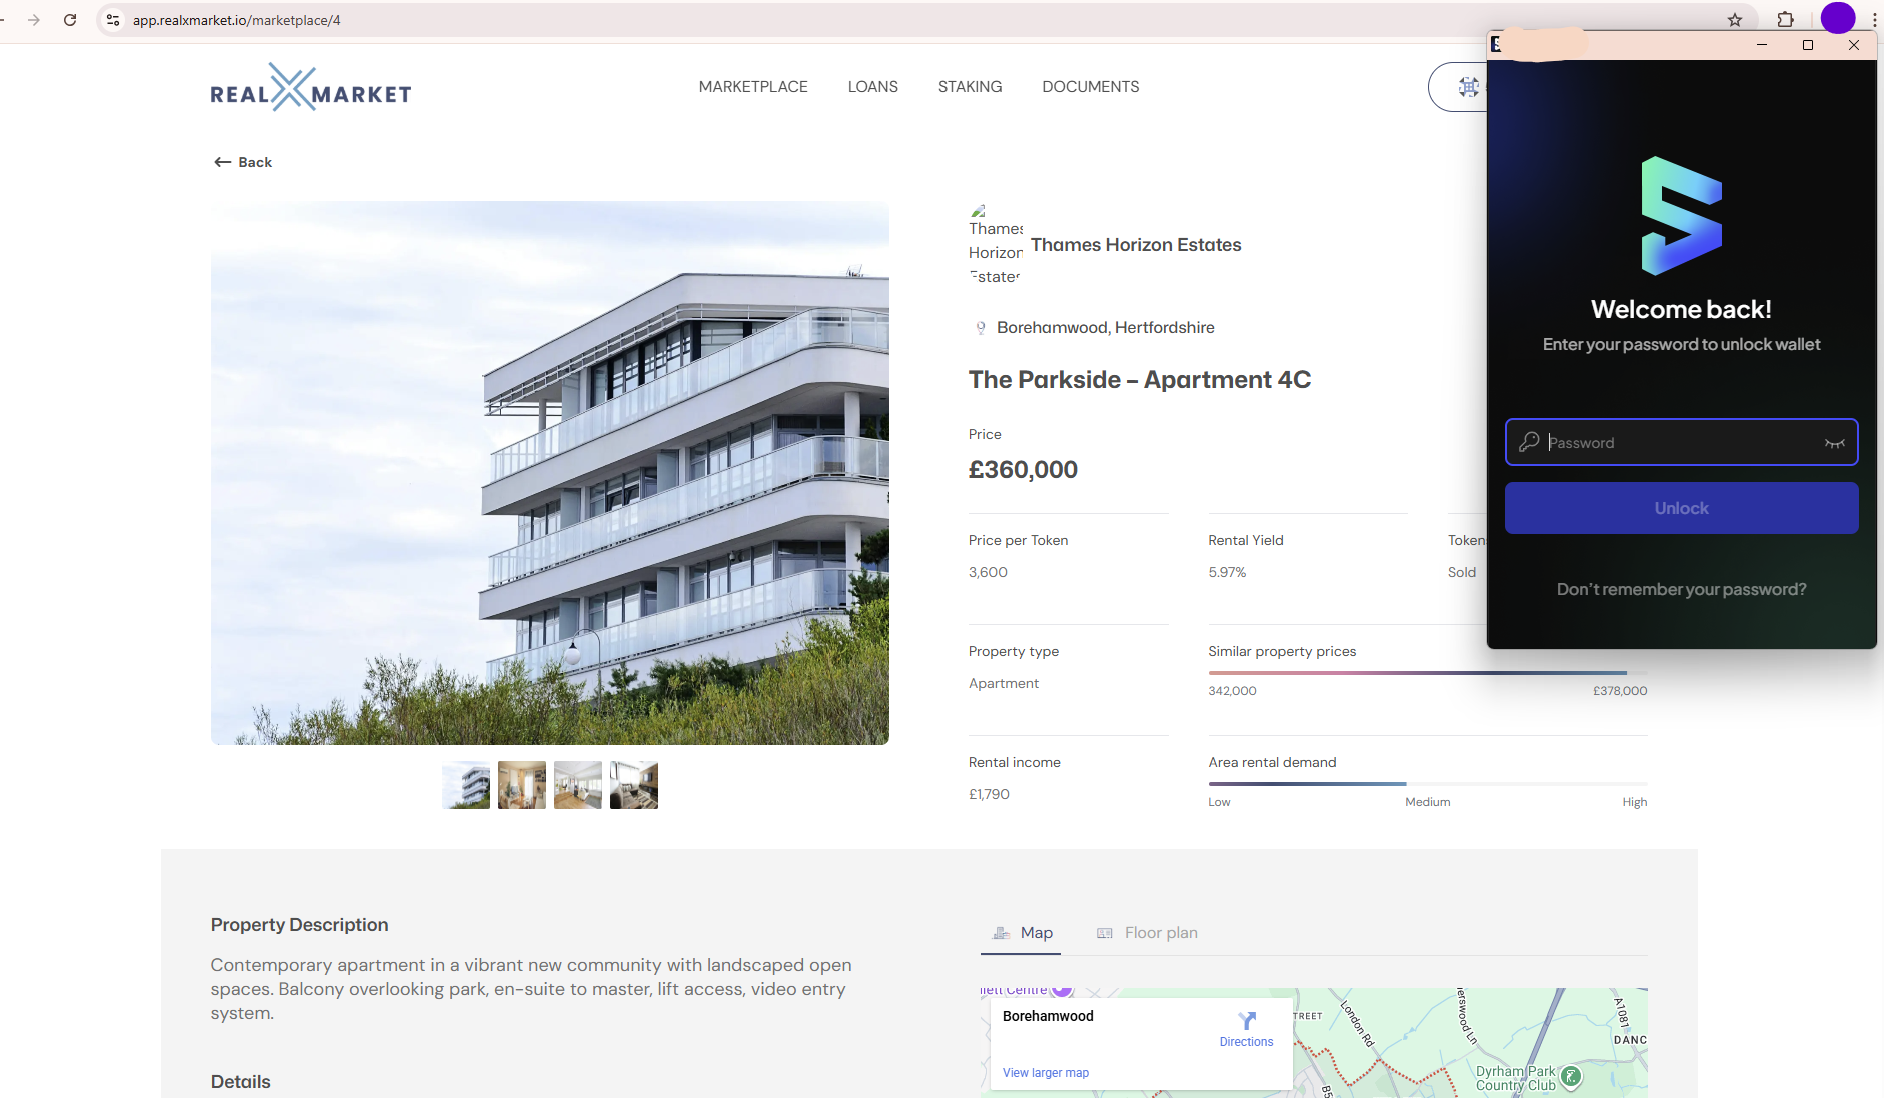 app.realxmarket.io/marketplace/4
REAL MARKET
MARKETPLACE
LOANS
STAKING
DOCUMENTS
Back
Thames
Horizon
Estates
Thames Horizon Estates
Borehamwood, Hertfordshire
The Parkside – Apartment 4C
Price
£360,000
Price per Token
3,600
Rental Yield
5.97%
Token
Sold
Property type
Apartment
Similar property prices
342,000
£378,000
Rental income
£1,790
Area rental demand
Low
Medium
High
Welcome back!
Enter your password to unlock wallet
Password
Unlock
Don't remember your password?
Property Description
Contemporary apartment in a vibrant new community with landscaped open
spaces. Balcony overlooking park, en-suite to master, lift access, video entry
system.
Details
Map
Floor plan
llett Centre
Borehamwood
Directions
View larger map
TREET
London Rd
erswood Ln
A1081
DANC
Dyrham Park
Country Club
B5